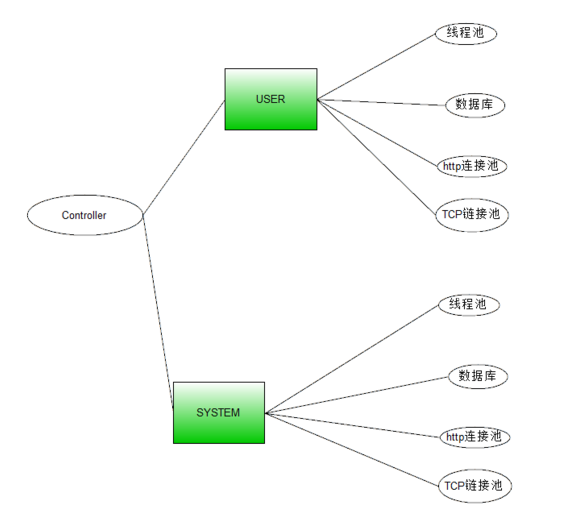 线程池
USER
数据库
http连接池
Controller
TCP链接池
线程池
数据库
SYSTEM
http连接池
TCP链接池